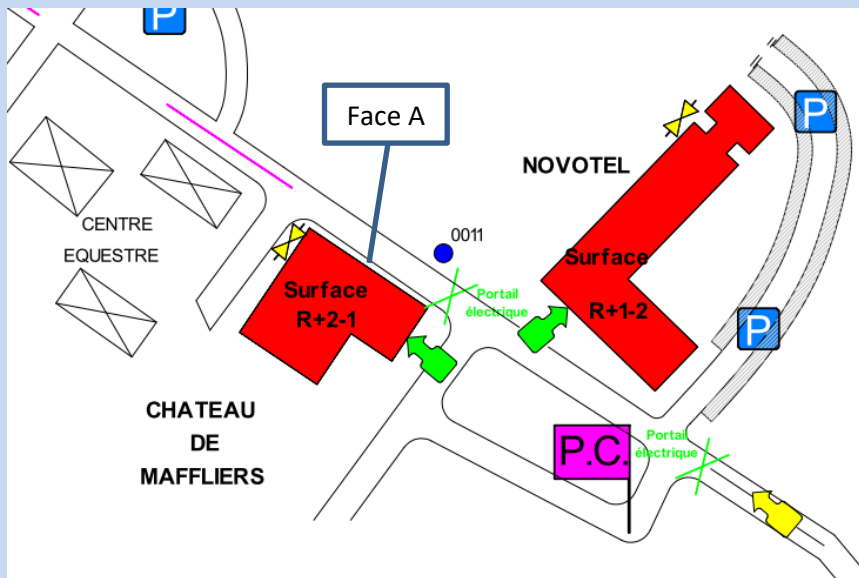 P
Face A
NOVOTEL
P
CENTRE
EQUESTRE
0011
Surface
R+2-1
Surface
R+1-2
Portail
électrique
P
CHATEAU
DE
MAFFLIERS
P.C.
Portail
électrique